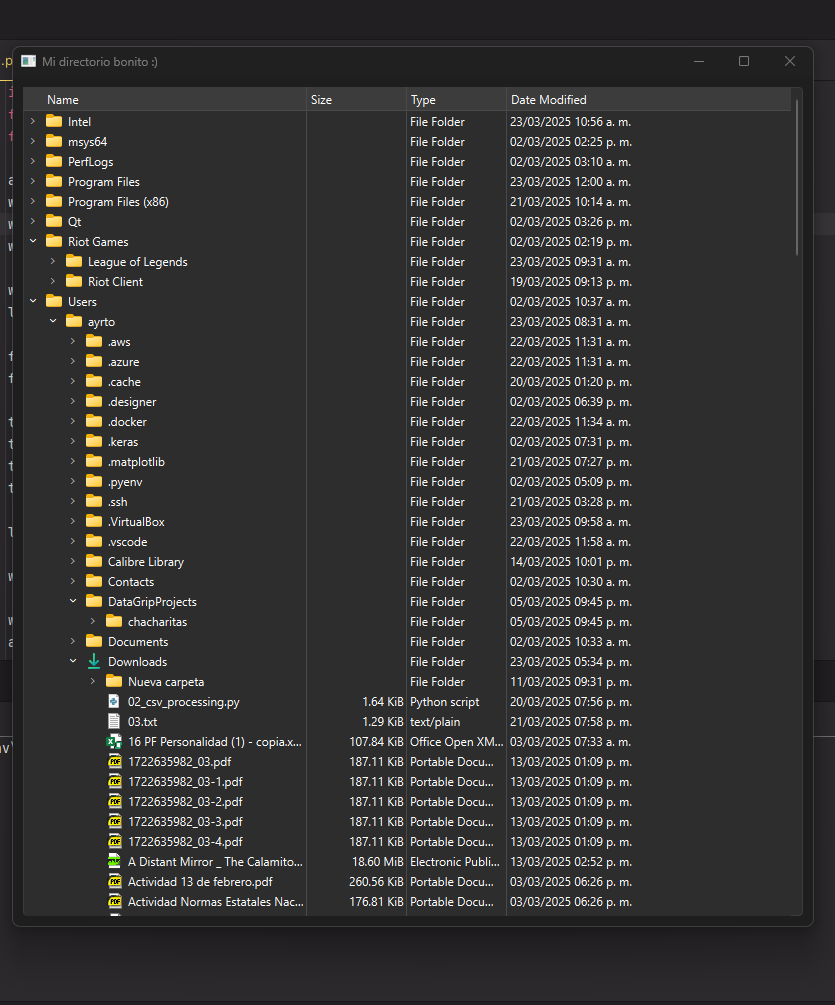 Mi directorio bonito :)
Name Size Type Date Modified
Intel File Folder 23/03/2025 10:56 a. m.
msys64 File Folder 02/03/2025 02:25 p. m.
PerfLogs File Folder 02/03/2025 03:10 a. m.
Program Files File Folder 23/03/2025 12:00 a. m.
Program Files (x86) File Folder 21/03/2025 10:14 a. m.
Qt File Folder 02/03/2025 03:26 p. m.
Riot Games File Folder 02/03/2025 02:19 p. m.
League of Legends File Folder 23/03/2025 09:31 a. m.
Riot Client File Folder 19/03/2025 09:13 p. m.
Users File Folder 02/03/2025 10:37 a. m.
ayrto File Folder 23/03/2025 08:31 a. m.
.aws File Folder 22/03/2025 11:31 a. m.
.azure File Folder 22/03/2025 11:31 a. m.
.cache File Folder 20/03/2025 01:20 p. m.
.designer File Folder 02/03/2025 06:39 p. m.
.docker File Folder 22/03/2025 11:34 a. m.
.keras File Folder 02/03/2025 07:31 p. m.
.matplotlib File Folder 21/03/2025 07:27 p. m.
.pyenv File Folder 02/03/2025 05:09 p. m.
.ssh File Folder 21/03/2025 03:28 p. m.
.VirtualBox File Folder 23/03/2025 09:58 a. m.
.vscode File Folder 22/03/2025 11:58 a. m.
Calibre Library File Folder 14/03/2025 10:01 p. m.
Contacts File Folder 02/03/2025 10:30 a. m.
DataGripProjects File Folder 05/03/2025 09:45 p. m.
chacharitas File Folder 05/03/2025 09:45 p. m.
Documents File Folder 02/03/2025 10:33 a. m.
Downloads File Folder 23/03/2025 05:34 p. m.
Nueva carpeta File Folder 11/03/2025 09:31 p. m.
02_csv_processing.py 1.64 KiB Python script 20/03/2025 07:56 p. m.
03.txt 1.29 KiB text/plain 21/03/2025 07:58 p. m.
16 PF Personalidad (1) - copia.x... 107.84 KiB Office Open XM... 03/03/2025 07:33 a. m.
1722635982_03.pdf 187.11 KiB Portable Docu... 13/03/2025 01:09 p. m.
1722635982_03-1.pdf 187.11 KiB Portable Docu... 13/03/2025 01:09 p. m.
1722635982_03-2.pdf 187.11 KiB Portable Docu... 13/03/2025 01:09 p. m.
1722635982_03-3.pdf 187.11 KiB Portable Docu... 13/03/2025 01:09 p. m.
1722635982_03-4.pdf 187.11 KiB Portable Docu... 13/03/2025 01:09 p. m.
A Distant Mirror _ The Calamito... 18.60 MiB Electronic Publi... 13/03/2025 02:52 p. m.
Actividad 13 de febrero.pdf 260.56 KiB Portable Docu... 03/03/2025 06:26 p. m.
Actividad Normas Estatales Nac... 176.81 KiB Portable Docu... 03/03/2025 06:26 p. m.